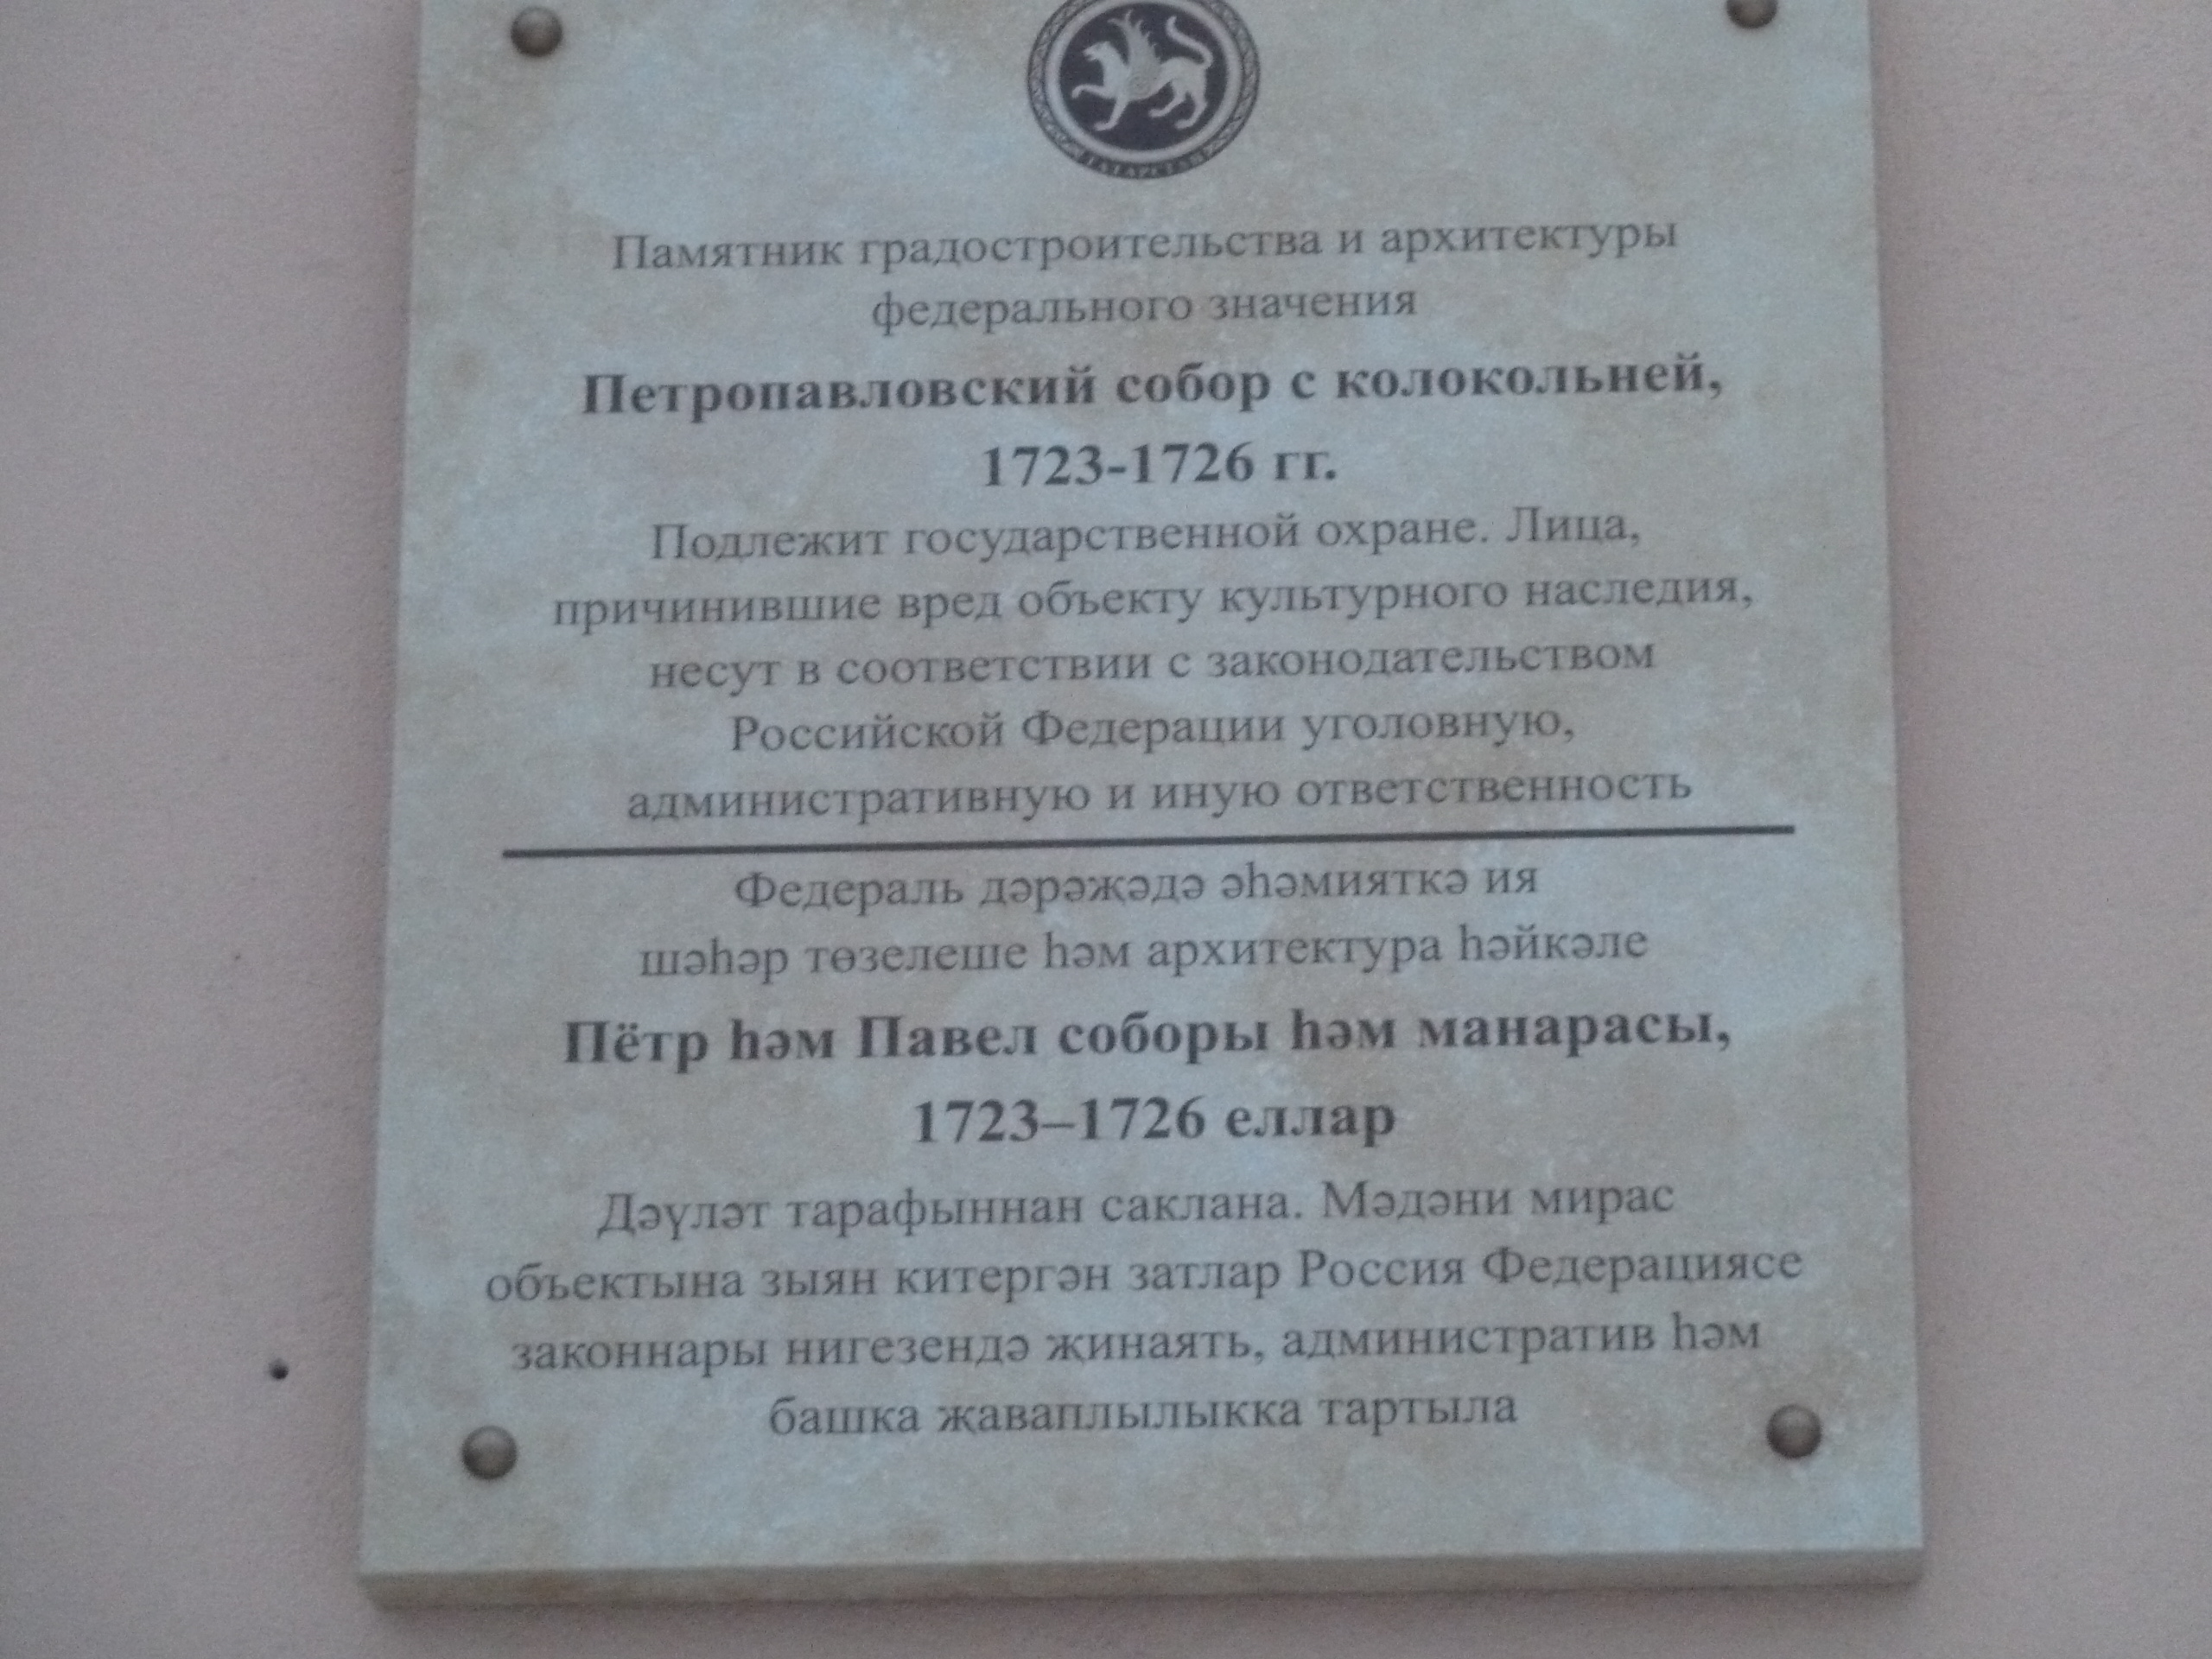 ТАТАРСТАН
Памятник градостроительства и архитектуры
федерального значения
Петропавловский собор с колокольней,
1723-1726 гг.
Подлежит государственной охране. Лица,
причинившие вред объекту культурного наследия,
несут в соответствии с законодательством
Российской Федерации уголовную,
административную и иную ответственность
Федераль дәрәҗәдә әһәмияткә ия
шәһәр төзелеше һәм архитектура һәйкәле
Пётр һәм Павел соборы һәм манарасы,
1723–1726 еллар
Дәүләт тарафыннан саклана. Мәдәни мирас
объектына зыян китергән затлар Россия Федерациясе
законнары нигезендә җинаять, административ һәм
башка җаваплылыкка тартыла